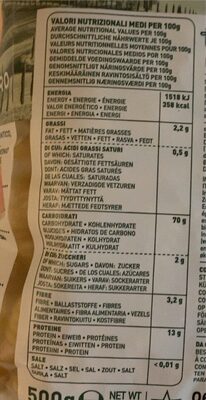 VALORI NUTRIZIONALI MEDI PER 100g
AVERAGE NUTRITIONAL VALUES PER 100g
DURCHSCHNITTLICHE NÄHRWERTE JE 100g
VALEURS NUTRITIONNELLES MOYENNES POUR 100g
VALORES NUTRICIONALES MEDIOS POR 100g
GEMIDDELDE VOEDINGSWAARDE PER 100g
GENOMSNITTLIGT NÄRINGSVÄRDE PER 100g
KESKIMÄÄRÄINEN RAVINTOSISÄLTÖ PER 100g
GENNEMSNITLIG NÆRINGSVÆRDI PER 100g
ENERGIA 1518 kJ
ENERGY • ENERGIE • ÉNERGIE 358 kcal
VALOR ENERGÉTICO • ENERGIE
ENERGI • ENERGIA • ENERGI
GRASSI 2,2 g
FAT • FETT • MATIÈRES GRASSES
GRASAS • VETTEN • FETT • RASVA • FEDT
DI CUI: ACIDI GRASSI SATURI 0,5 g
OF WHICH: SATURATES
DAVON: GESÄTTIGTE FETTSÄUREN
DONT: ACIDES GRAS SATURÉS
DE LAS CUALES: SATURADAS
WAARVAN: VERZADIGDE VETZUREN
VARAV: MÄTTAT FETT
JOSTA: TYYDYTTYNYTTÄ
HERAF: MÆTTEDE FEDTSYRER
CARBOIDRATI 70 g
CARBOHYDRATE • KOHLENHYDRATE
GLUCIDES • HIDRATOS DE CARBONO
KOOLHYDRATEN • KOLHYDRAT
HIILIHYDRAATIT • KULHYDRAT
DI CUI: ZUCCHERI 2 g
OF WHICH: SUGARS • DAVON: ZUCKER
DONT: SUCRES • DE LOS CUALES: AZÚCARES
WAARVAN: SUIKERS • VARAV: SOCKERARTER
JOSTA: SOKEREITA • HERAF: SUKKERARTER
FIBRE 3,2 g
FIBRE • BALLASTSTOFFE • FIBRES
ALIMENTAIRES • FIBRA ALIMENTARIA • VEZELS
FIBER • RAVINTOKUITU • KOSTFIBRE
PROTEINE 13 g
PROTEIN • EIWEIß • PROTÉINES
PROTEÍNAS • EIWITTEN • PROTEIN
PROTEIINI • PROTEIN
SALE <0,01 g
SALT • SALZ • SEL • SAL • ZOUT • SALT
SUOLA • SALT
500g NET WT